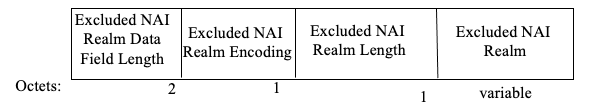 Excluded NAI
Realm Data
Field Length
Excluded NAI
Realm Encoding
Excluded NAI
Realm Length
Excluded NAI
Realm
Octets:
2
1
1
variable